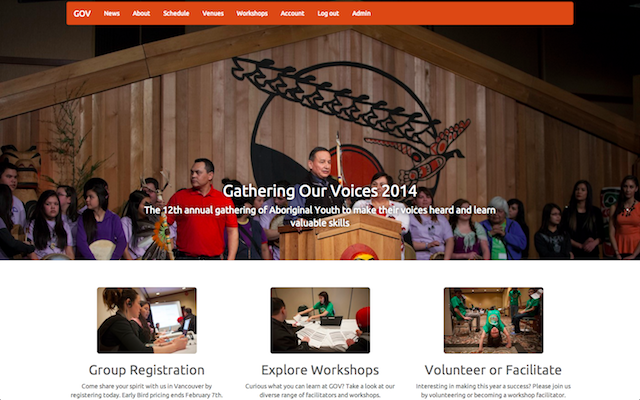 GOV News About Schedule Venues Workshops Account Log out Admin
Gathering Our Voices 2014
The 12th annual gathering of Aboriginal Youth to make their voices heard and learn
valuable skills
Group Registration
Come share your spirit with us in Vancouver by
registering today. Early Bird pricing ends February 7th.
Explore Workshops
Curious what you can learn at GOV? Take a look at our
diverse range of facilitators and workshops.
Volunteer or Facilitate
Interesting in making this year a success? Please join us
by volunteering or becoming a workshop facilitator.